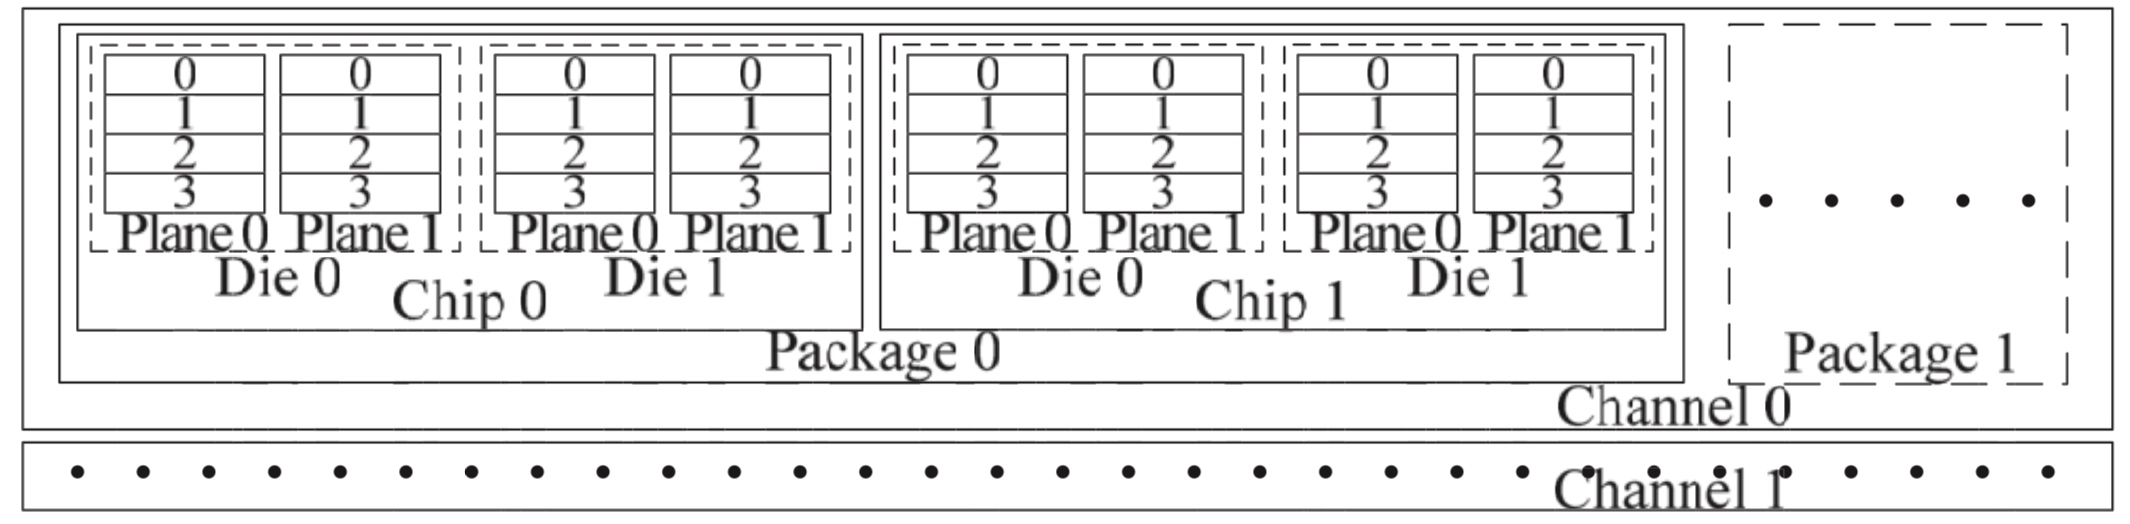 0 0 0 0 0 0 0 0
1 1 1 1 1 1 1 1
2 2 2 2 2 2 2 2
3 3 3 3 3 3 3 3
Plane 0 Plane 1 Plane 0 Plane 1 Plane 0 Plane 1 Plane 0 Plane 1
Die 0 Die 1 Die 0 Die 1
Chip 0 Chip 1
Package 0 Package 1
Channel 0
Channel 1